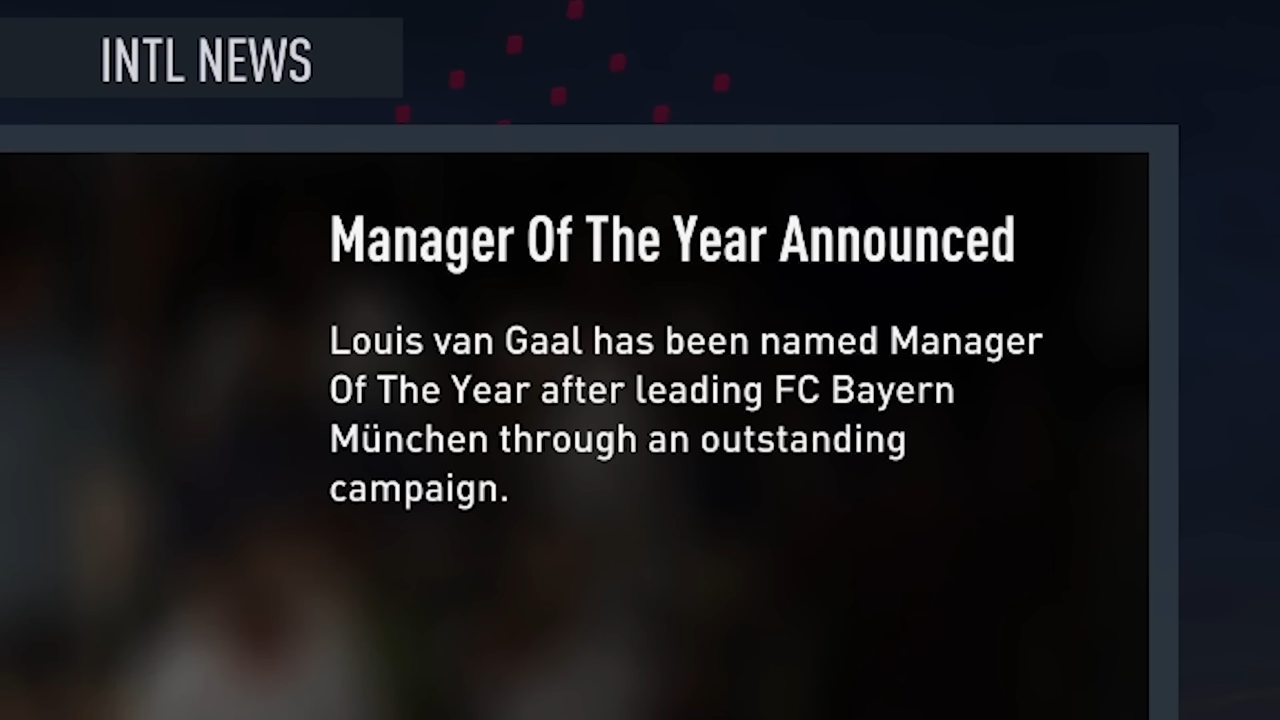 INTL NEWS
Manager Of The Year Announced
Louis van Gaal has been named Manager
Of The Year after leading FC Bayern
München through an outstanding
campaign.